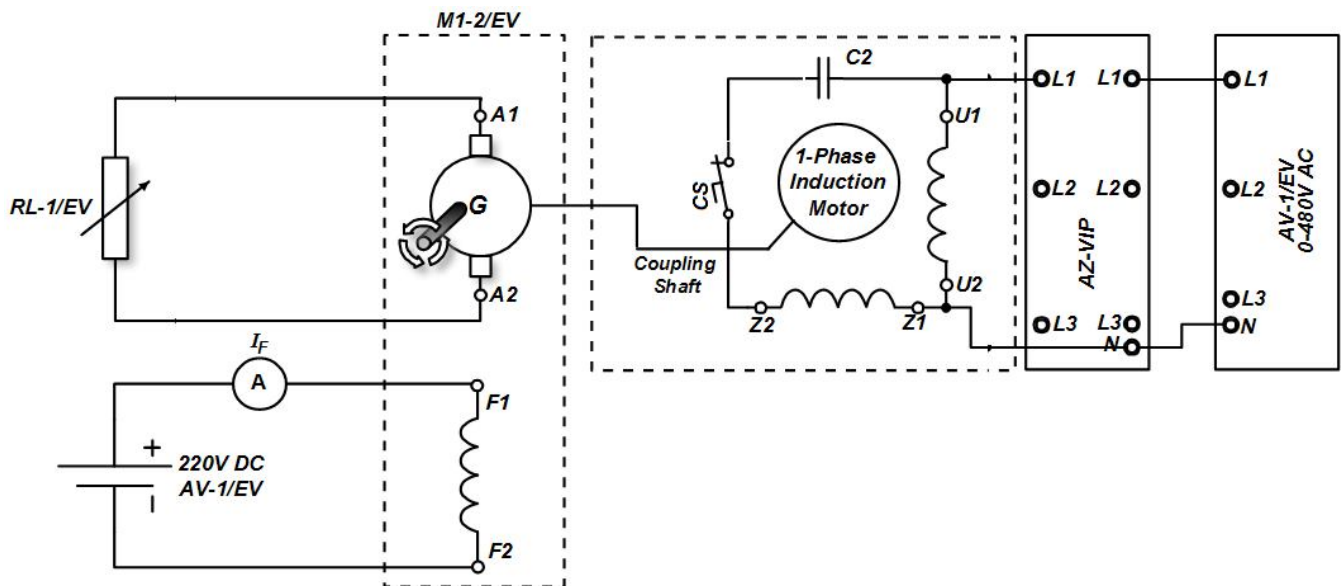 M1-2/EV
A1
RL-1/EV
G
A2
I_F
A
F1
+
220V DC
AV-1/EV
–
F2
C2
U1
1-Phase
Induction
Motor
CS
Coupling
Shaft
U2
Z2
Z1
L1
L1
L2
L2
AZ-VIP
L3
L3
N
L1
L2
AV-1/EV
0-480V AC
L3
N